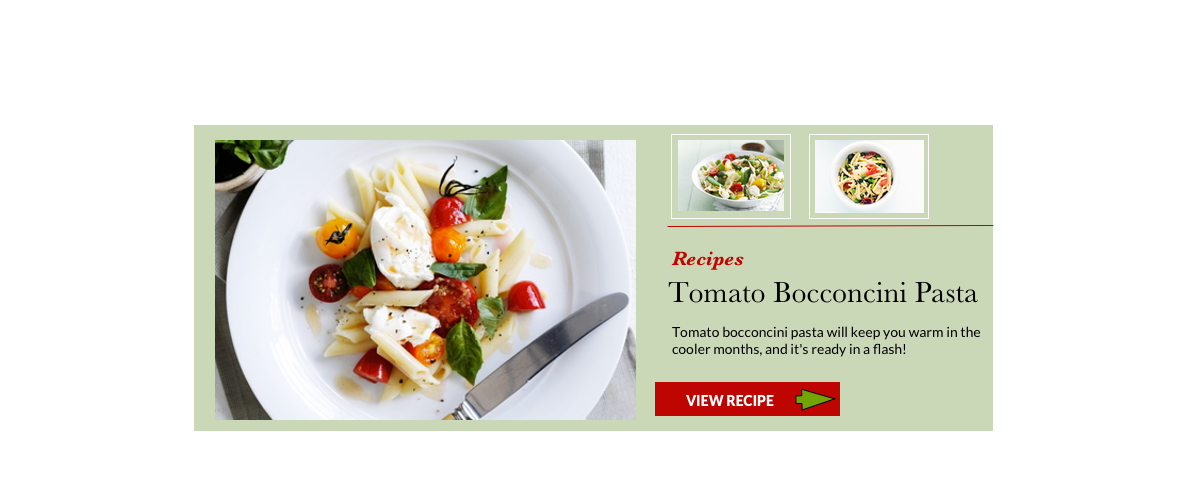 Recipes
Tomato Bocconcini Pasta
Tomato bocconcini pasta will keep you warm in the
cooler months, and it's ready in a flash!
VIEW RECIPE